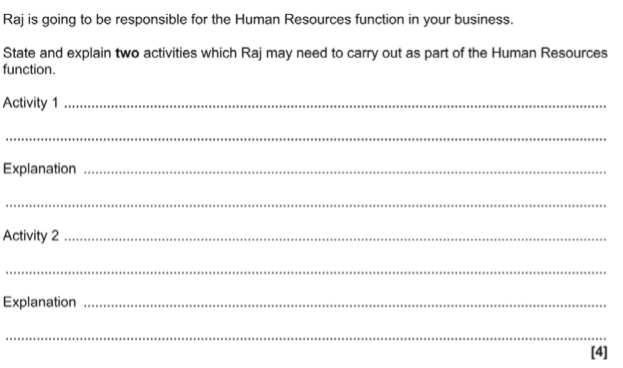 Raj is going to be responsible for the Human Resources function in your business.
State and explain two activities which Raj may need to carry out as part of the Human Resources
function.
Activity 1 ........................................................................
........................................................................
Explanation ........................................................................
........................................................................
Activity 2 ........................................................................
........................................................................
Explanation ........................................................................
........................................................................
[4]